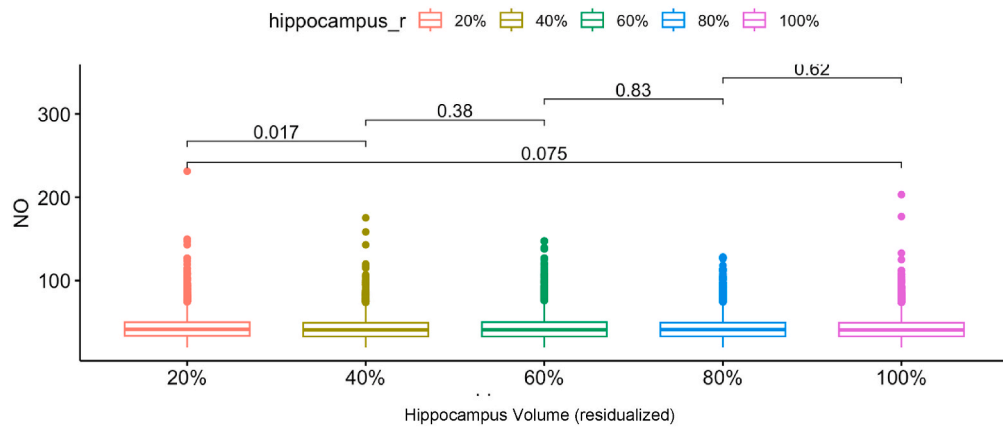 hippocampus_r 20% 40% 60% 80% 100%
0.62
0.83
0.38
0.017
0.075
NO
300
200
100
20% 40% 60% 80% 100%
Hippocampus Volume (residualized)